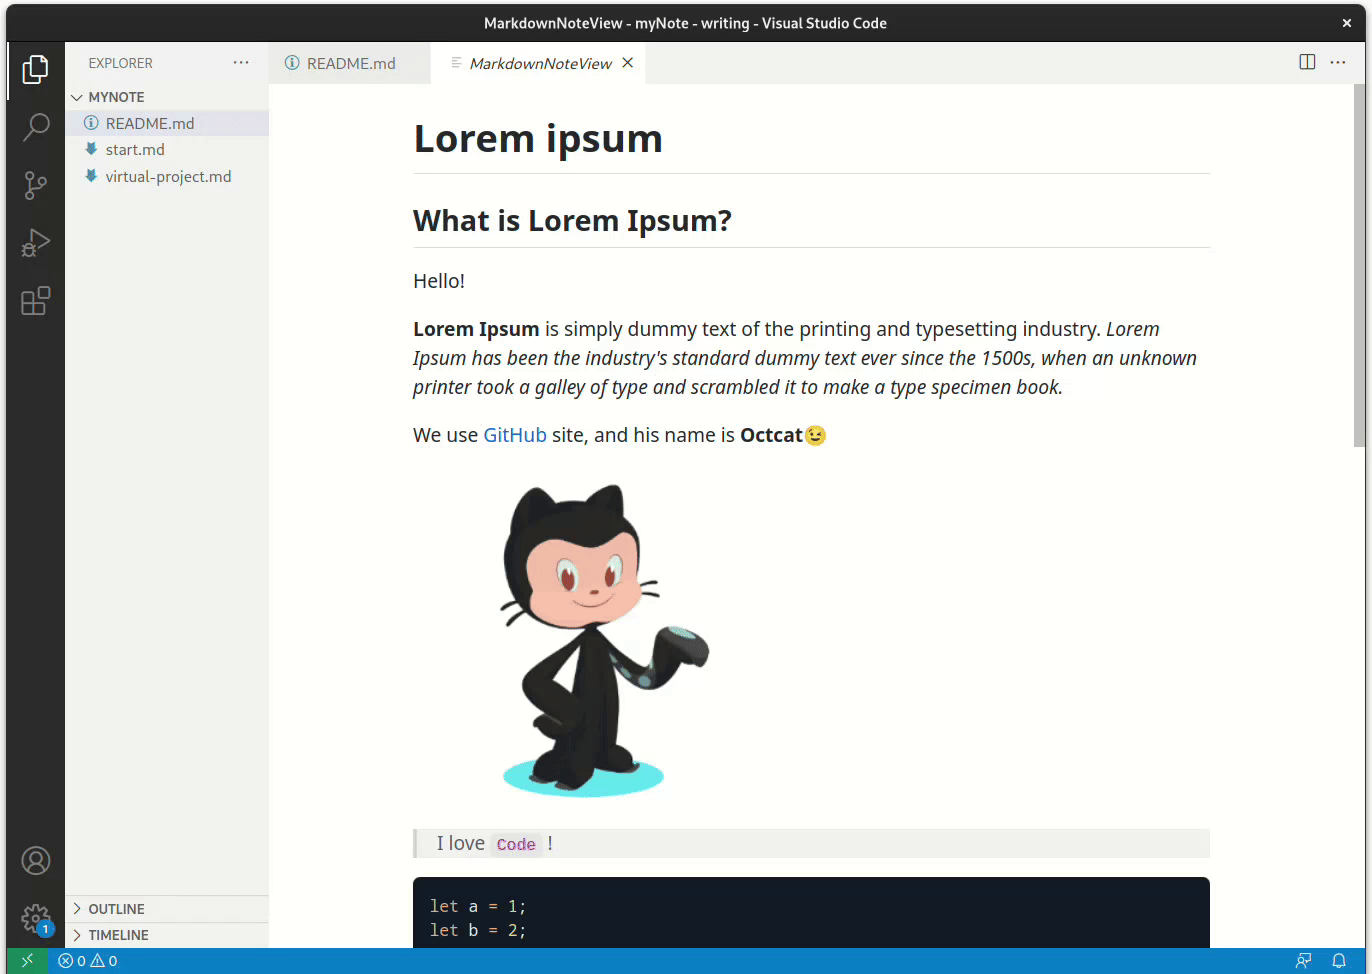 MarkdownNoteView - myNote - writing - Visual Studio Code
EXPLORER
README.md
MarkdownNoteView
MYNOTE
README.md
start.md
virtual-project.md
Lorem ipsum
What is Lorem Ipsum?
Hello!
Lorem Ipsum is simply dummy text of the printing and typesetting industry. Lorem
Ipsum has been the industry's standard dummy text ever since the 1500s, when an unknown
printer took a galley of type and scrambled it to make a type specimen book.
We use GitHub site, and his name is Octcat😉
I love Code !
let a = 1;
let b = 2;
OUTLINE
TIMELINE
1
0 0